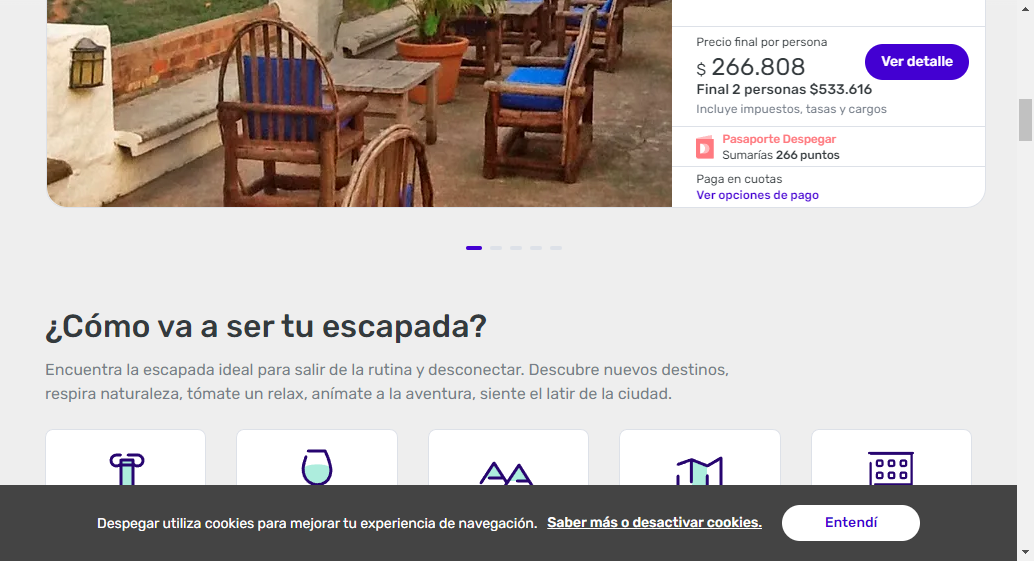 Precio final por persona
$ 266.808
Ver detalle
Final 2 personas $533.616
Incluye impuestos, tasas y cargos
Pasaporte Despegar
Sumarías 266 puntos
Paga en cuotas
Ver opciones de pago
¿Cómo va a ser tu escapada?
Encuentra la escapada ideal para salir de la rutina y desconectar. Descubre nuevos destinos,
respira naturaleza, tómate un relax, anímate a la aventura, siente el latir de la ciudad.
Despegar utiliza cookies para mejorar tu experiencia de navegación. Saber más o desactivar cookies. Entendí